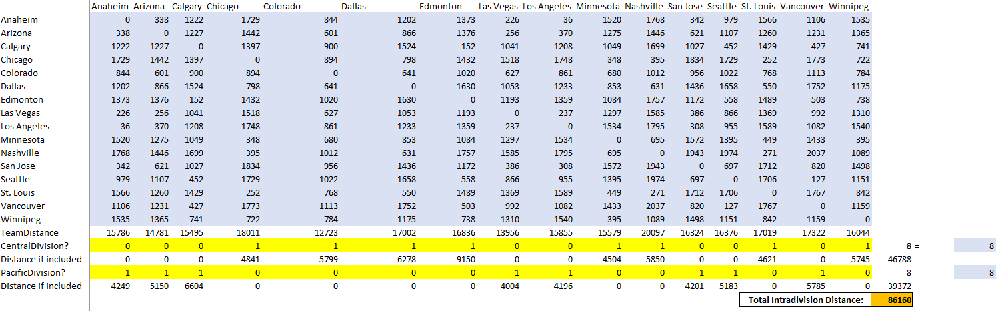 Anaheim Arizona Calgary Chicago Colorado Dallas Edmonton Las Vegas Los Angeles Minnesota Nashville San Jose Seattle St. Louis Vancouver Winnipeg
Anaheim 0 338 1222 1729 844 1202 1373 226 36 1520 1768 342 979 1566 1106 1535
Arizona 338 0 1227 1442 601 866 1376 256 370 1275 1446 621 1107 1260 1231 1365
Calgary 1222 1227 0 1397 900 1524 152 1041 1208 1049 1699 1027 452 1429 427 741
Chicago 1729 1442 1397 0 894 798 1432 1518 1748 348 395 1834 1729 252 1773 722
Colorado 844 601 900 894 0 641 1020 627 861 680 1012 956 1022 768 1113 784
Dallas 1202 866 1524 798 641 0 1630 1053 1233 853 631 1436 1658 550 1752 1175
Edmonton 1373 1376 152 1432 1020 1630 0 1193 1359 1084 1757 1172 558 1489 503 738
Las Vegas 226 256 1041 1518 627 1053 1193 0 237 1297 1585 386 866 1369 992 1310
Los Angeles 36 370 1208 1748 861 1233 1359 237 0 1534 1795 308 955 1589 1082 1540
Minnesota 1520 1275 1049 348 680 853 1084 1297 1534 0 695 1572 1395 449 1433 395
Nashville 1768 1446 1699 395 1012 631 1757 1585 1795 695 0 1943 1974 271 2037 1089
San Jose 342 621 1027 1834 956 1436 1172 386 308 1572 1943 0 697 1712 820 1498
Seattle 979 1107 452 1729 1022 1658 558 866 955 1395 1974 697 0 1706 127 1151
St. Louis 1566 1260 1429 252 768 550 1489 1369 1589 449 271 1712 1706 0 1767 842
Vancouver 1106 1231 427 1773 1113 1752 503 992 1082 1433 2037 820 127 1767 0 1159
Winnipeg 1535 1365 741 722 784 1175 738 1310 1540 395 1089 1498 1151 842 1159 0
TeamDistance 15786 14781 15495 18011 12723 17002 16836 13956 15855 15579 20097 16324 16376 17019 17322 16044
CentralDivision? 0 0 0 1 1 1 1 0 0 1 1 0 0 1 0 1 8 = 8
Distance if included 0 0 0 4841 5799 6278 9150 0 0 4504 5850 0 0 4621 0 5745 46788
PacificDivision? 1 1 1 0 0 0 0 1 1 0 0 1 1 0 1 0 8 = 8
Distance if included 4249 5150 6604 0 0 0 0 4004 4196 0 0 4201 5183 0 5785 0 39372
Total Intradivision Distance: 86160